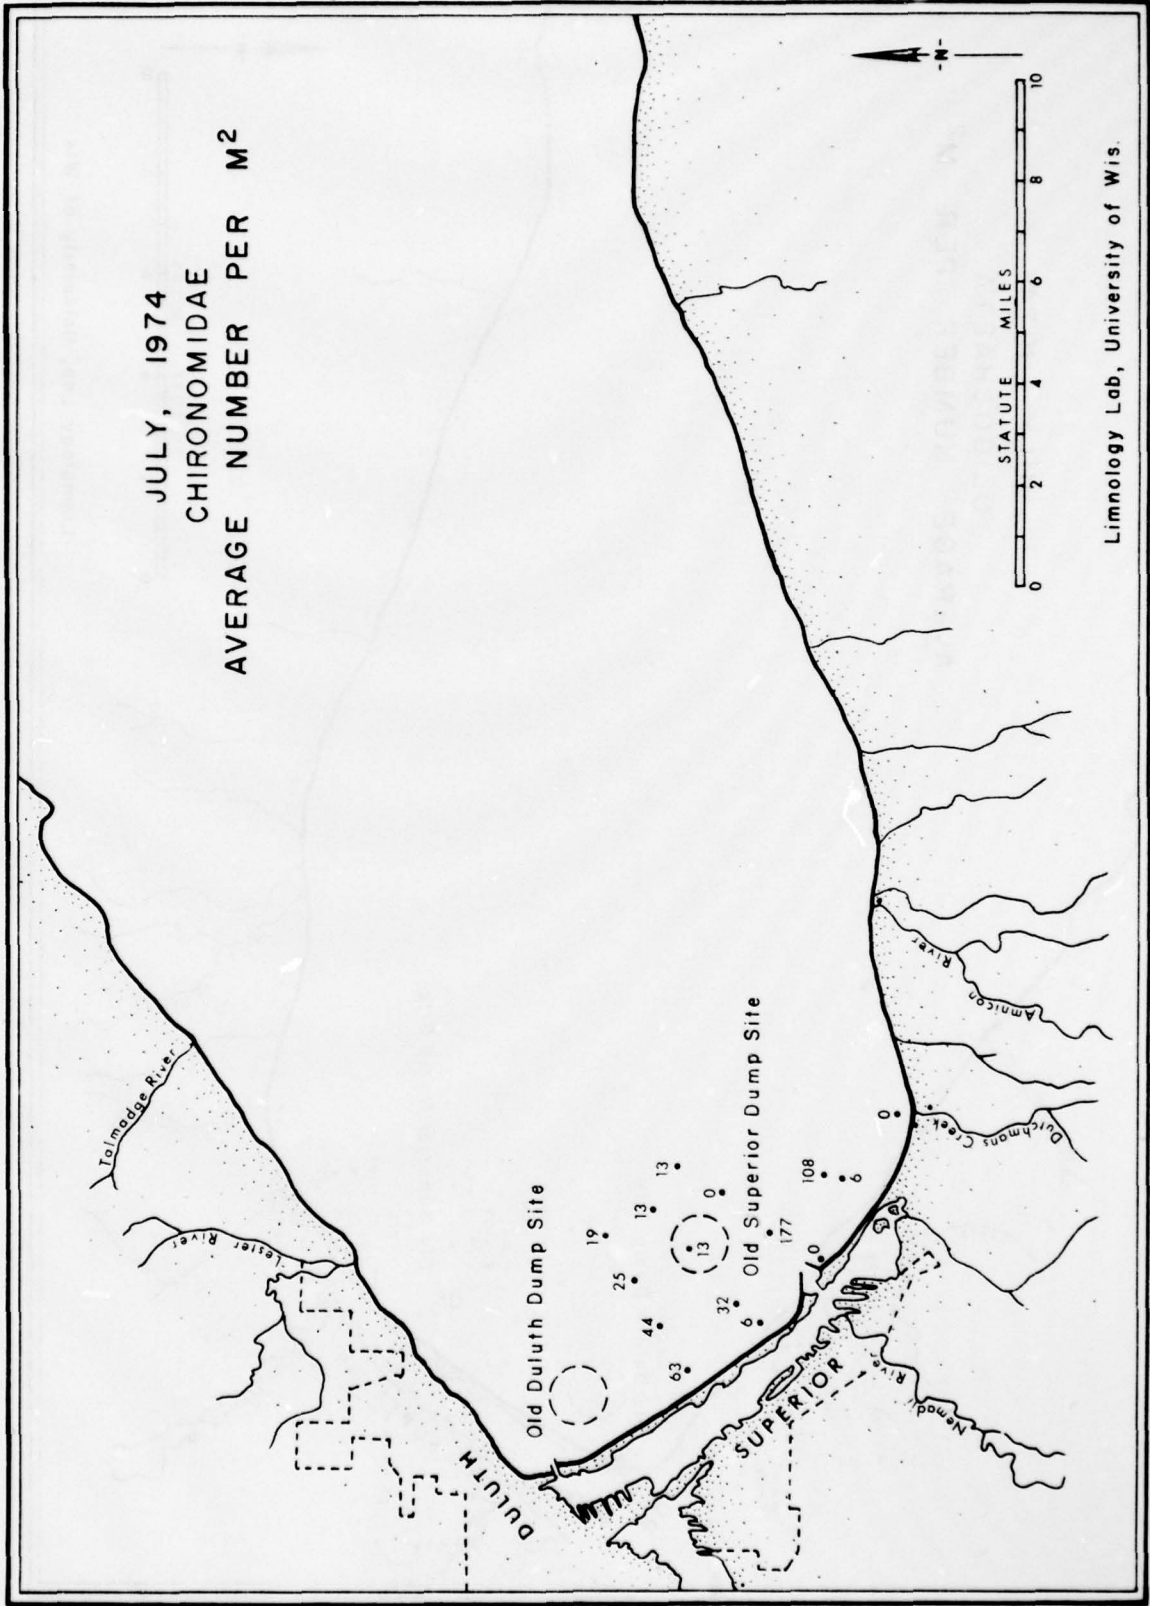 JULY, 1974
CHIRONOMIDAE
AVERAGE NUMBER PER M²
Talmadge River
Lester River
DULUTH
Old Duluth Dump Site
19
13
25
13
44
0
13
63
32
6
Old Superior Dump Site
177
108
6
0
0
SUPERIOR
Nemadji River
Dutchmans Creek
Amnicon River
-N-
STATUTE MILES
0 2 4 6 8 10
Limnology Lab, University of Wis.